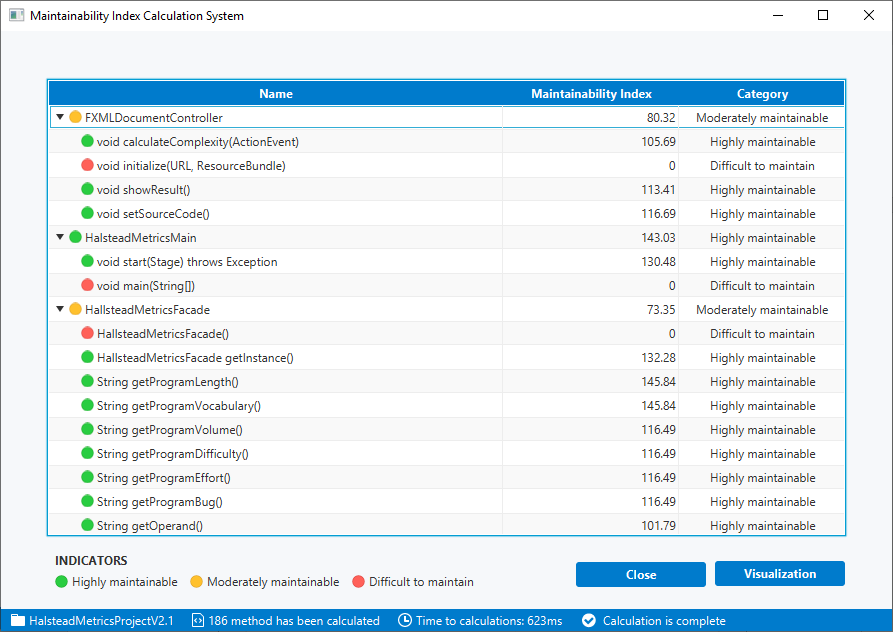 Maintainability Index Calculation System
Name Maintainability Index Category
FXMLDocumentController 80.32 Moderately maintainable
void calculateComplexity(ActionEvent) 105.69 Highly maintainable
void initialize(URL, ResourceBundle) 0 Difficult to maintain
void showResult() 113.41 Highly maintainable
void setSourceCode() 116.69 Highly maintainable
HalsteadMetricsMain 143.03 Highly maintainable
void start(Stage) throws Exception 130.48 Highly maintainable
void main(String[]) 0 Difficult to maintain
HallsteadMetricsFacade 73.35 Moderately maintainable
HallsteadMetricsFacade() 0 Difficult to maintain
HallsteadMetricsFacade getInstance() 132.28 Highly maintainable
String getProgramLength() 145.84 Highly maintainable
String getProgramVocabulary() 145.84 Highly maintainable
String getProgramVolume() 116.49 Highly maintainable
String getProgramDifficulty() 116.49 Highly maintainable
String getProgramEffort() 116.49 Highly maintainable
String getProgramBug() 116.49 Highly maintainable
String getOperand() 101.79 Highly maintainable
INDICATORS
Highly maintainable Moderately maintainable Difficult to maintain
Close Visualization
HalsteadMetricsProjectV2.1 186 method has been calculated Time to calculations: 623ms Calculation is complete